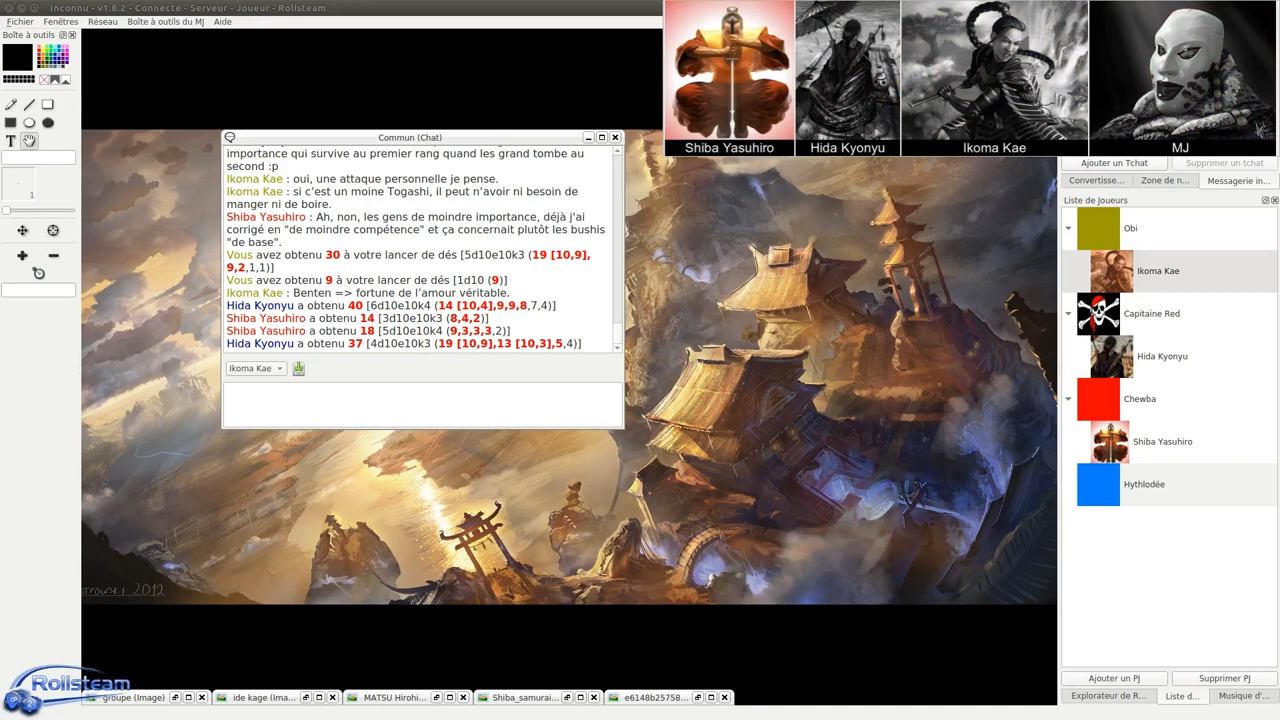 Inconnu - v1.8.2 - Connecté - Serveur - Joueur - Rolisteam
Fichier Fenêtres Réseau Boîte à outils du MJ Aide
Boîte à outils
Shiba Yasuhiro Hida Kyonyu Ikoma Kae MJ
Commun (Chat)
importance qui survive au premier rang quand les grand tombe au
second :p
Ikoma Kae : oui, une attaque personnelle je pense.
Ikoma Kae : si c'est un moine Togashi, il peut n'avoir ni besoin de
manger ni de boire.
Shiba Yasuhiro : Ah, non, les gens de moindre importance, déjà j'ai
corrigé en "de moindre compétence" et ça concernait plutôt les bushis
"de base".
Vous avez obtenu 30 à votre lancer de dés [5d10e10k3 (19 [10,9],
9,2,1,1)]
Vous avez obtenu 9 à votre lancer de dés [1d10 (9)]
Ikoma Kae : Benten => fortune de l'amour véritable.
Hida Kyonyu a obtenu 40 [5d10e10k4 (14 [10,4],9,9,8,7,4)]
Shiba Yasuhiro a obtenu 14 [3d10e10k3 (8,4,2)]
Shiba Yasuhiro a obtenu 18 [5d10e10k4 (9,3,3,3,2)]
Hida Kyonyu a obtenu 37 [4d10e10k3 (19 [10,9],13 [10,3],5,4)]
Ikoma Kae
T
1
Ajouter un Tchat Supprimer un tchat
Convertisse... Zone de n... Messagerie in...
Liste de Joueurs
Obi
Ikoma Kae
Capitaine Red
Hida Kyonyu
Chewba
Shiba Yasuhiro
Hythlodée
2012
Ajouter un PJ Supprimer PJ
Explorateur de R... Liste d... Musique d'...
Rolisteam
groupe (Image) ide kage (Ima... MATSU Hirohi... Shiba_samurai... e6148b25758...